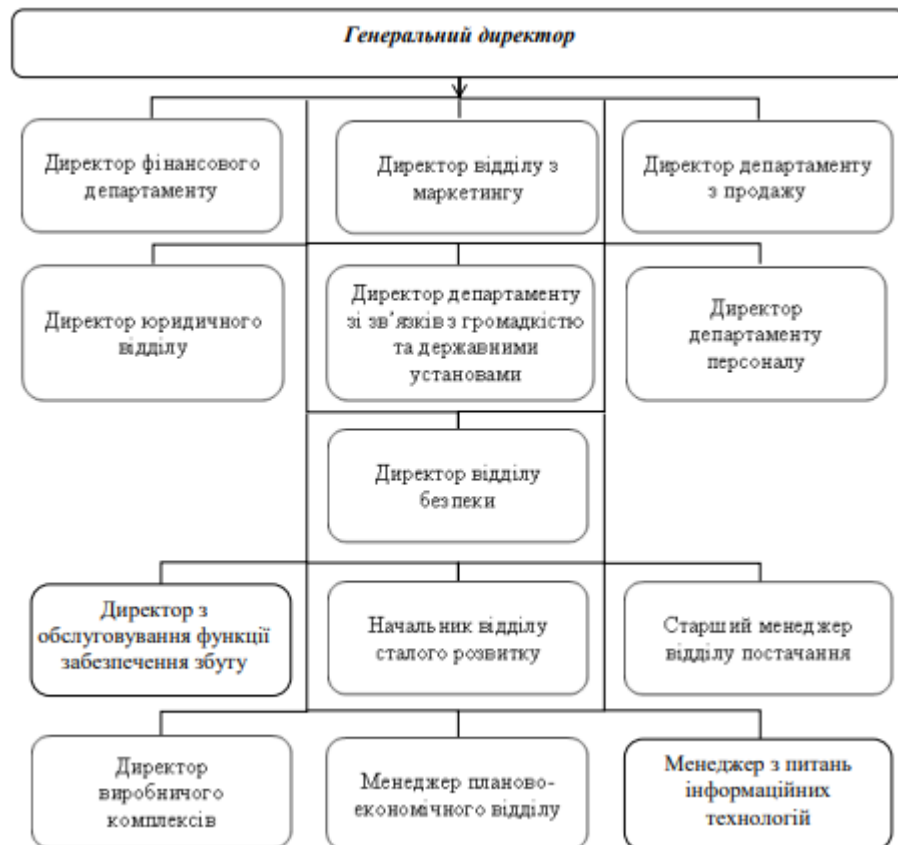 Генеральний директор
Директор фінансового
департаменту
Директор відділу з
маркетингу
Директор департаменту
з продажу
Директор юридичного
відділу
Директор департаменту
зі зв’язків з громадкістю
та державними
установами
Директор
департаменту
персоналу
Директор відділу
безпеки
Директор з
обслуговування функції
забезпечення збуту
Начальник відділу
сталого розвитку
Старший менеджер
відділу постачання
Директор
виробничого
комплексів
Менеджер планово-
економічного відділу
Менеджер з питань
інформаційних
технологій